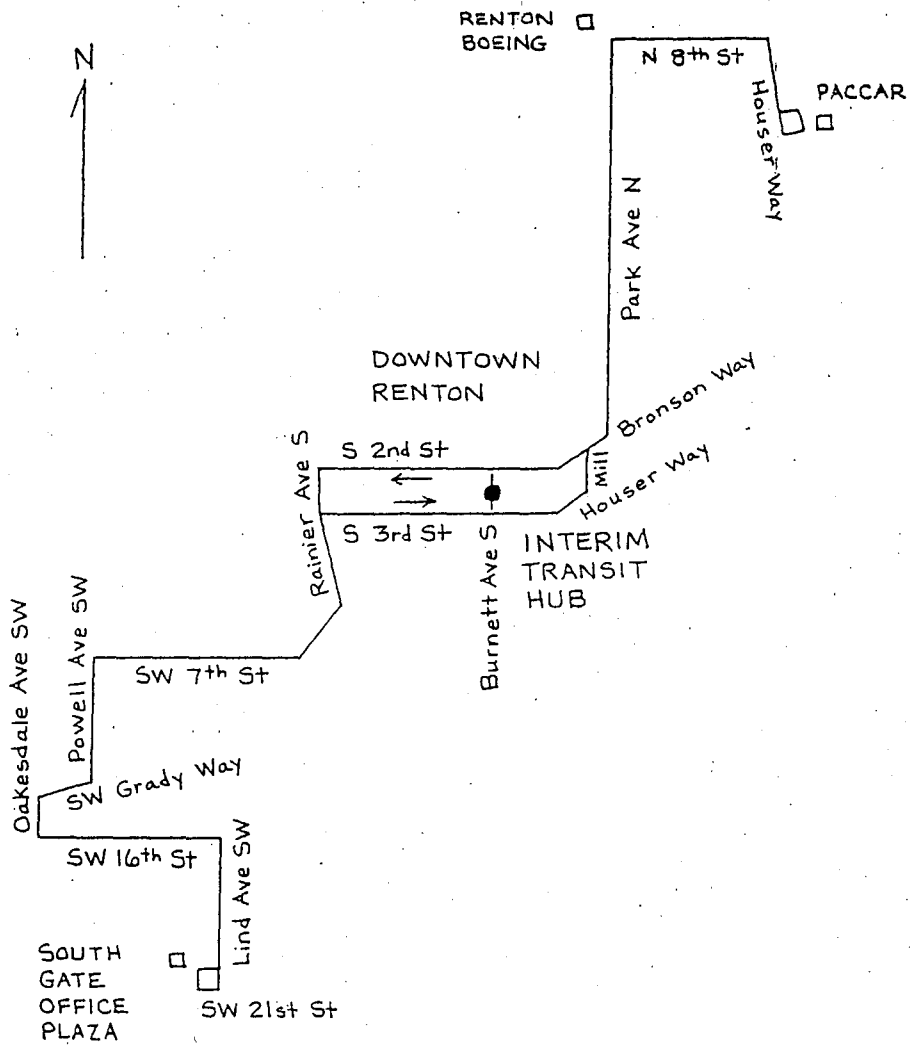 RENTON
BOEING
N
N 8th St
PACCAR
Houser Way
Park Ave N
DOWNTOWN
RENTON
Bronson Way
S 2nd St
Mill
Houser Way
Rainier Ave S
S 3rd St
INTERIM
TRANSIT
HUB
Burnett Ave S
Oakesdale Ave SW
Powell Ave SW
SW 7th St
SW Grady Way
SW 16th St
Lind Ave SW
SOUTH
GATE
OFFICE
PLAZA
SW 21st St